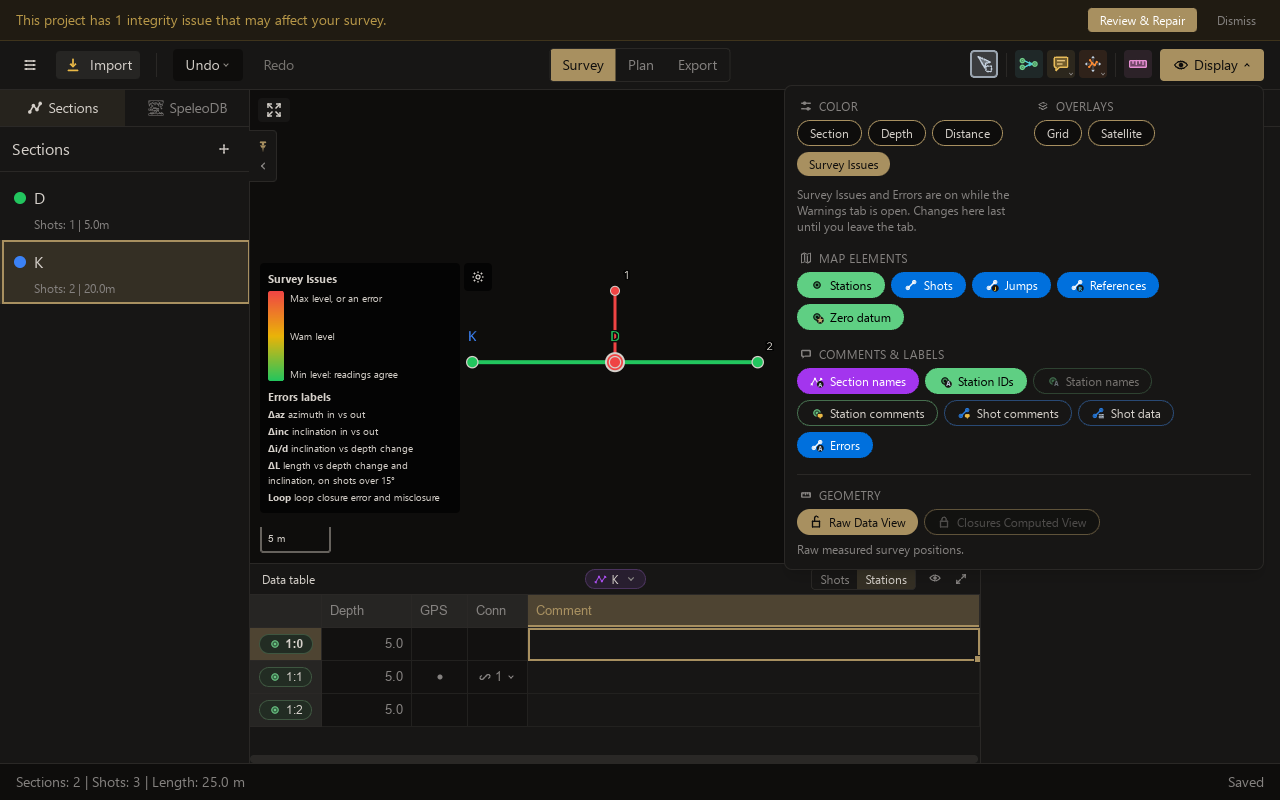 This project has 1 integrity issue that may affect your survey.
Review & Repair
Dismiss
Import
Undo
Redo
Survey
Plan
Export
Display
Sections
SpeleoDB
Sections
D
Shots: 1 | 5.0m
K
Shots: 2 | 20.0m
COLOR
Section
Depth
Distance
Survey Issues
OVERLAYS
Grid
Satellite
Survey Issues and Errors are on while the
Warnings tab is open. Changes here last
until you leave the tab.
MAP ELEMENTS
Stations
Shots
Jumps
References
Zero datum
COMMENTS & LABELS
Section names
Station IDs
Station names
Station comments
Shot comments
Shot data
Errors
GEOMETRY
Raw Data View
Closures Computed View
Raw measured survey positions.
Survey Issues
Max level, or an error
Warn level
Min level: readings agree
Errors labels
Δaz azimuth in vs out
Δinc inclination in vs out
Δi/d inclination vs depth change
ΔL length vs depth change and
inclination, on shots over 15°
Loop loop closure error and misclosure
1
K
D
2
5 m
Data table
K
Shots
Stations
Depth
GPS
Conn
Comment
1:0
5.0
1:1
5.0
1
1:2
5.0
Sections: 2 | Shots: 3 | Length: 25.0 m
Saved